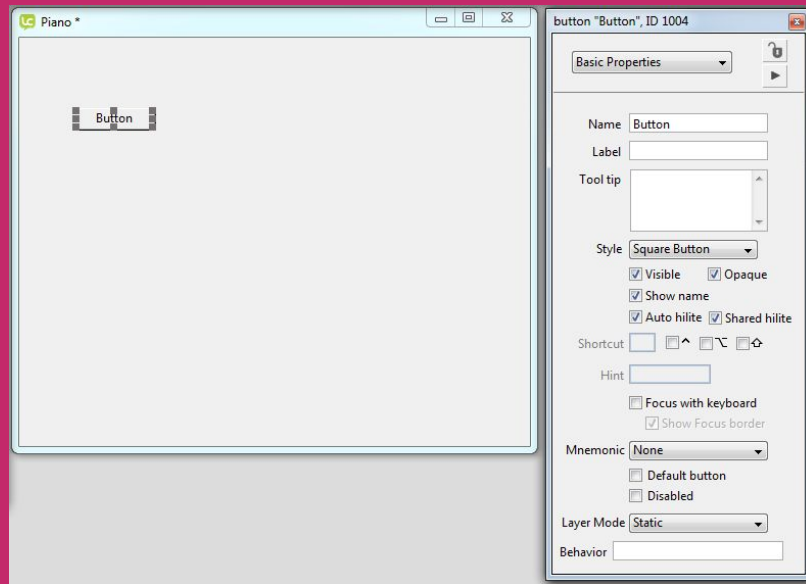 Piano *
Button
button "Button", ID 1004
Basic Properties
Name Button
Label
Tool tip
Style Square Button
Visible Opaque
Show name
Auto hilite Shared hilite
Shortcut ^ ⌥ ⇧
Hint
Focus with keyboard
Show Focus border
Mnemonic None
Default button
Disabled
Layer Mode Static
Behavior